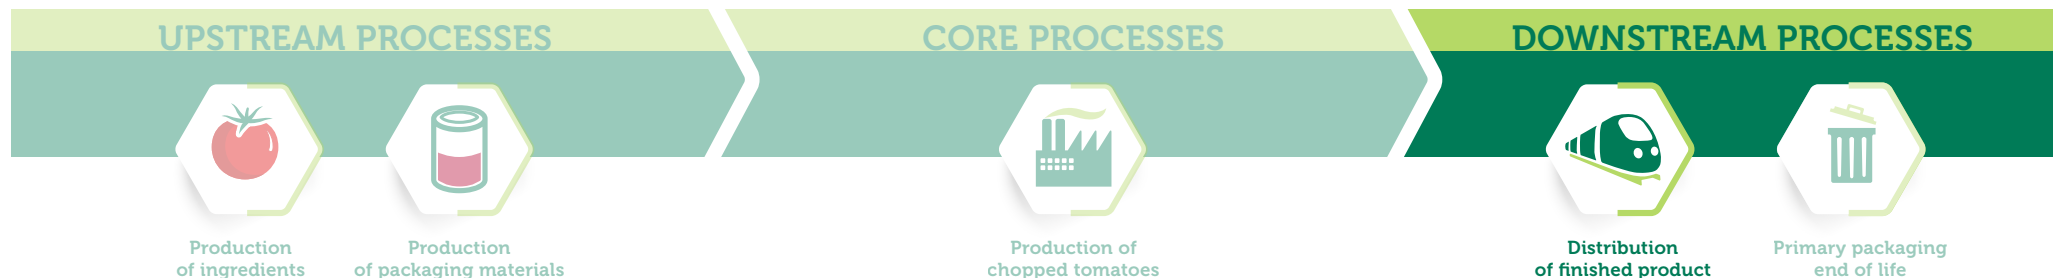 UPSTREAM PROCESSES
CORE PROCESSES
DOWNSTREAM PROCESSES
Production
of ingredients
Production
of packaging materials
Production of
chopped tomatoes
Distribution
of finished product
Primary packaging
end of life